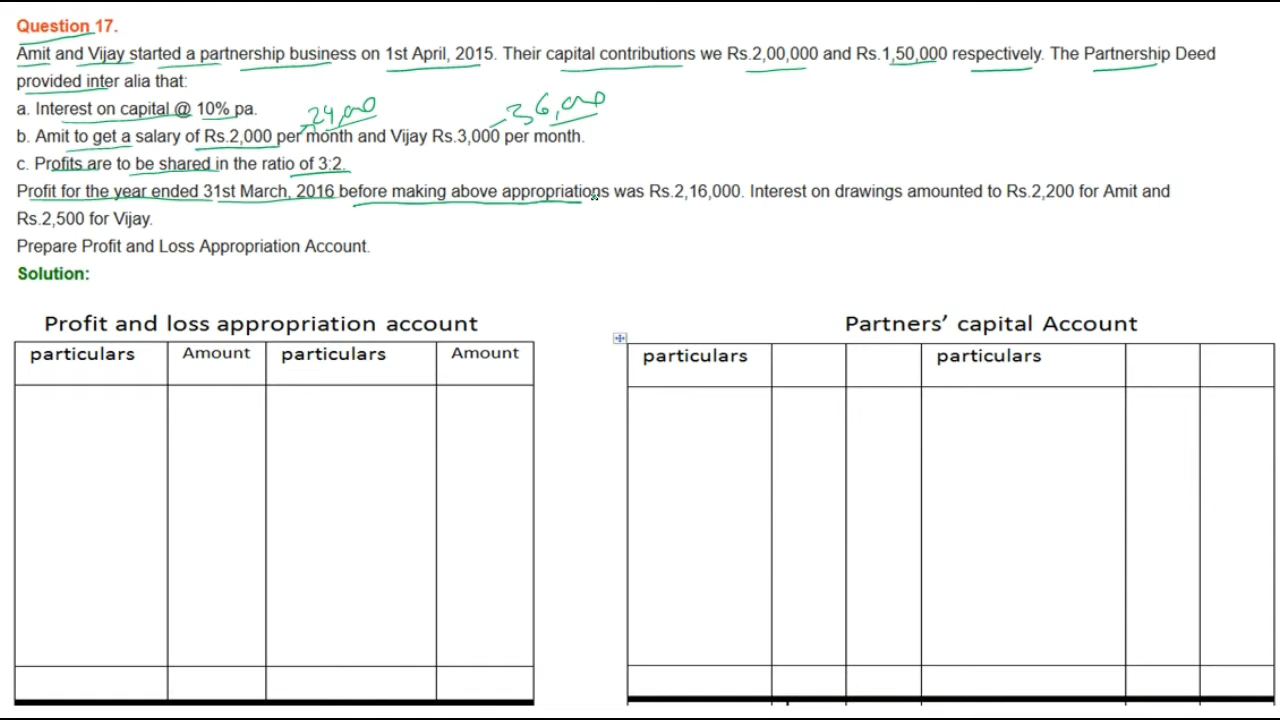 Question 17.
Amit and Vijay started a partnership business on 1st April, 2015. Their capital contributions we Rs.2,00,000 and Rs.1,50,000 respectively. The Partnership Deed
provided inter alia that:
a. Interest on capital @ 10% pa.
24,000 36,000
b. Amit to get a salary of Rs.2,000 per month and Vijay Rs.3,000 per month.
c. Profits are to be shared in the ratio of 3:2.
Profit for the year ended 31st March, 2016 before making above appropriations was Rs.2,16,000. Interest on drawings amounted to Rs.2,200 for Amit and
Rs.2,500 for Vijay.
Prepare Profit and Loss Appropriation Account.
Solution:
Profit and loss appropriation account
particulars Amount particulars Amount
Partners' capital Account
particulars particulars